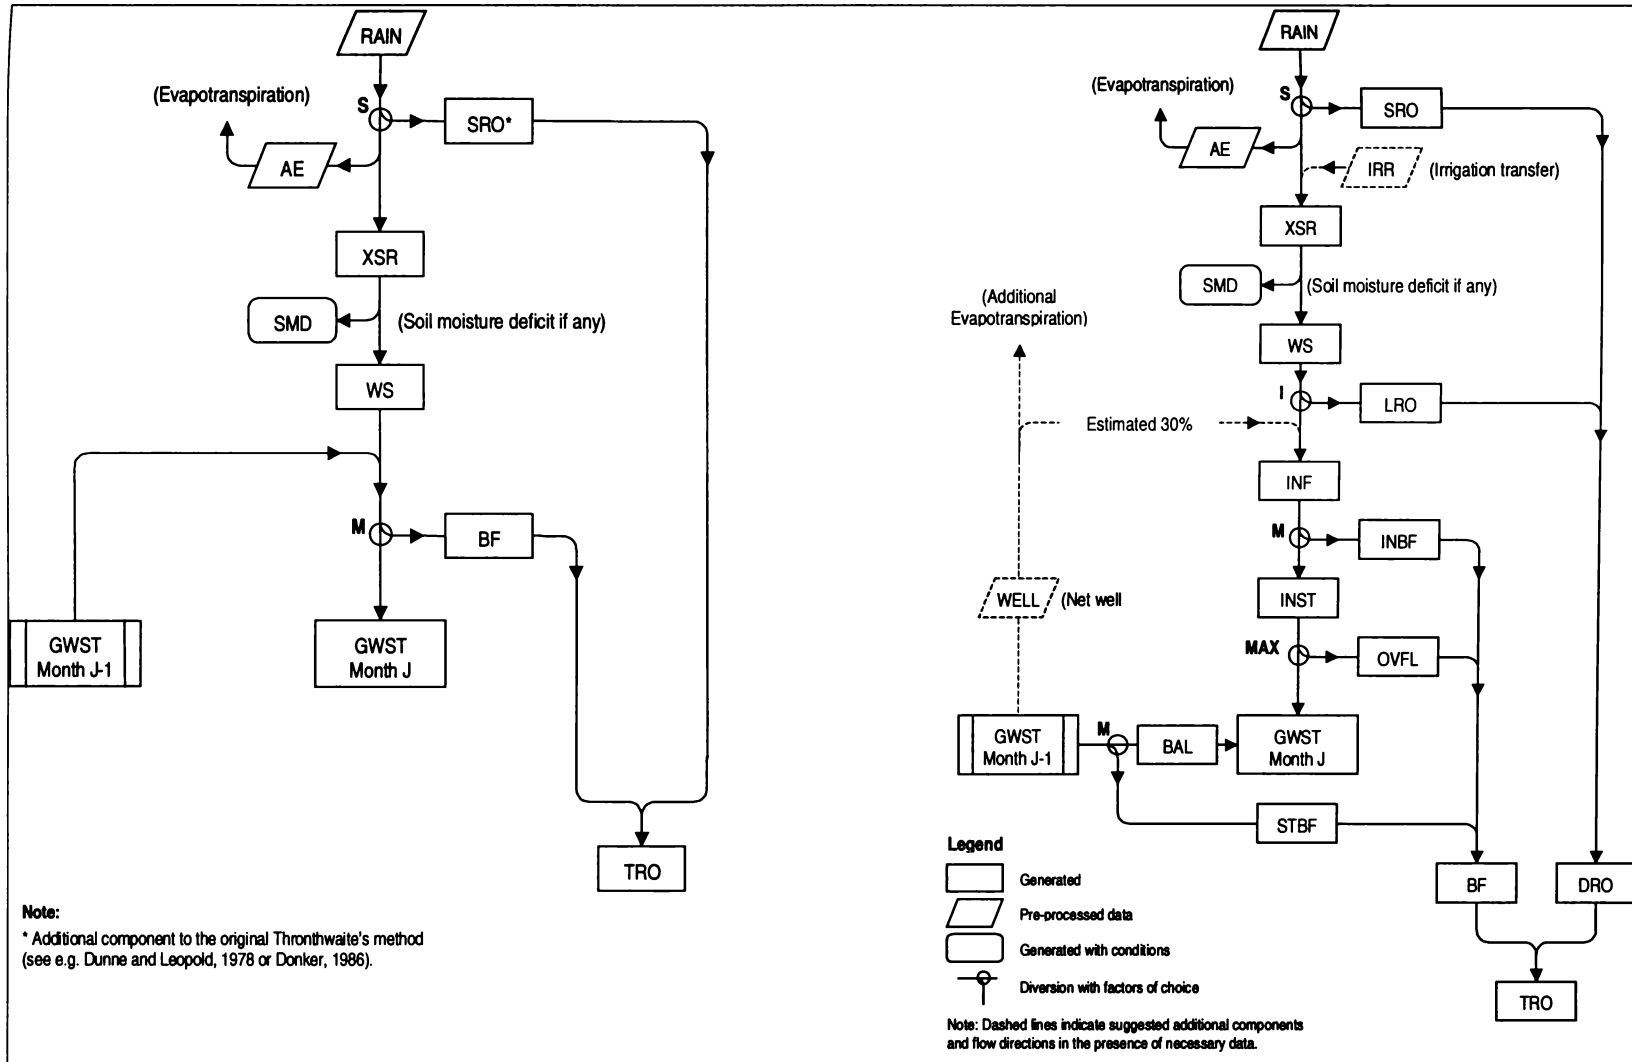 RAIN
(Evapotranspiration)
S
SRO*
AE
XSR
SMD
(Soil moisture deficit if any)
WS
M
BF
GWST
Month J-1
GWST
Month J
TRO
Note:
* Additional component to the original Thronthwaite's method
(see e.g. Dunne and Leopold, 1978 or Donker, 1986).
RAIN
(Evapotranspiration)
S
SRO
AE
IRR
(Irrigation transfer)
XSR
SMD
(Soil moisture deficit if any)
(Additional
Evapotranspiration)
WS
I
LRO
Estimated 30%
INF
M
INBF
WELL
(Net well
INST
MAX
OVFL
GWST
Month J-1
M
BAL
GWST
Month J
STBF
BF
DRO
TRO
Legend
Generated
Pre-processed data
Generated with conditions
Diversion with factors of choice
Note: Dashed lines indicate suggested additional components
and flow directions in the presence of necessary data.